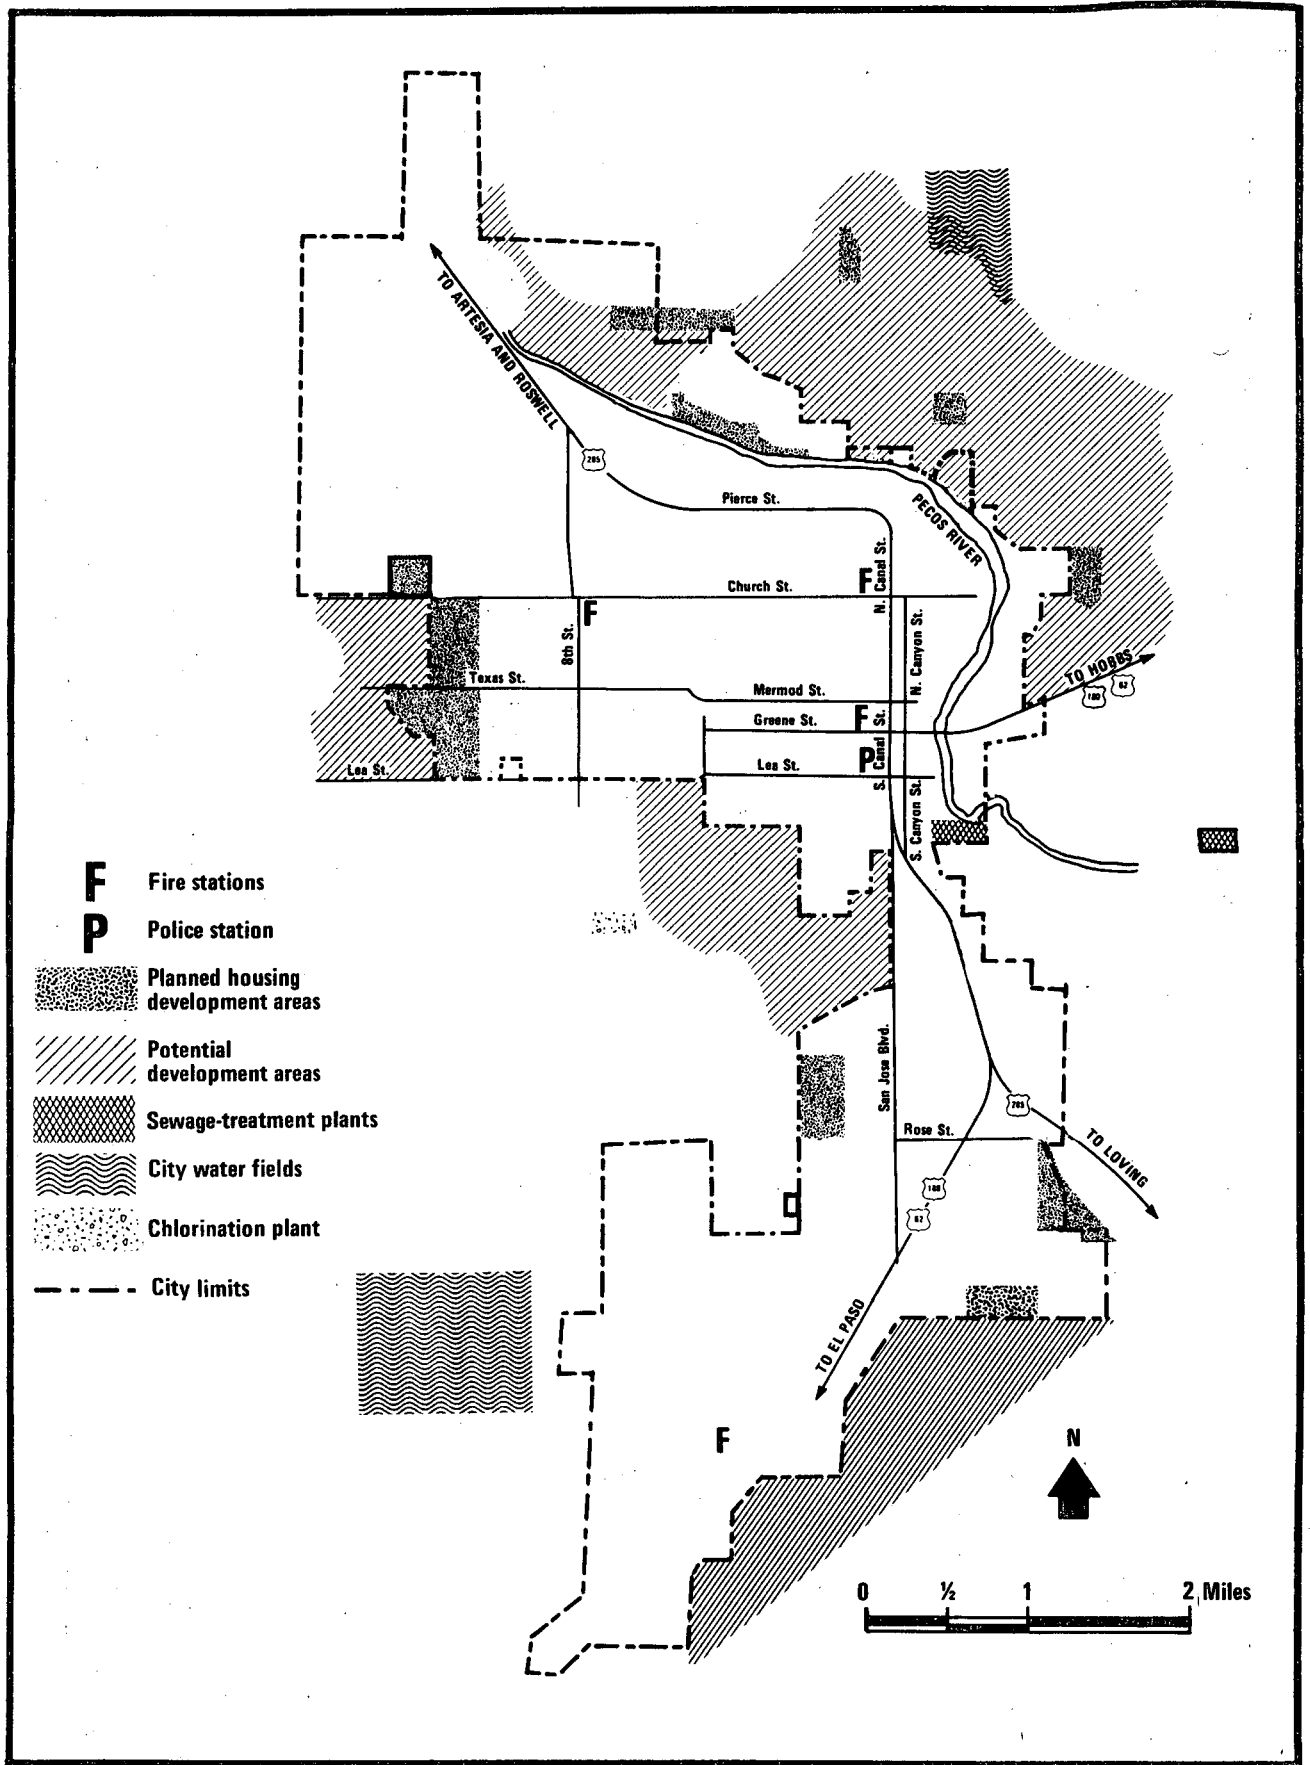 TO ARTESIA AND ROSWELL
285
Pierce St.
PECOS RIVER
N. Canal St.
F
Church St.
F
8th St.
N. Canyon St.
Texas St.
Mermod St.
TO HOBBS
180
62
Greene St.
F
S. Canal St.
Lea St.
Lea St.
P
S. Canyon St.
F
Fire stations
P
Police station
Planned housing
development areas
Potential
development areas
Sewage-treatment plants
City water fields
Chlorination plant
City limits
San Jose Blvd.
285
Rose St.
TO LOVING
180
62
TO EL PASO
F
N
0 ½ 1 2 Miles